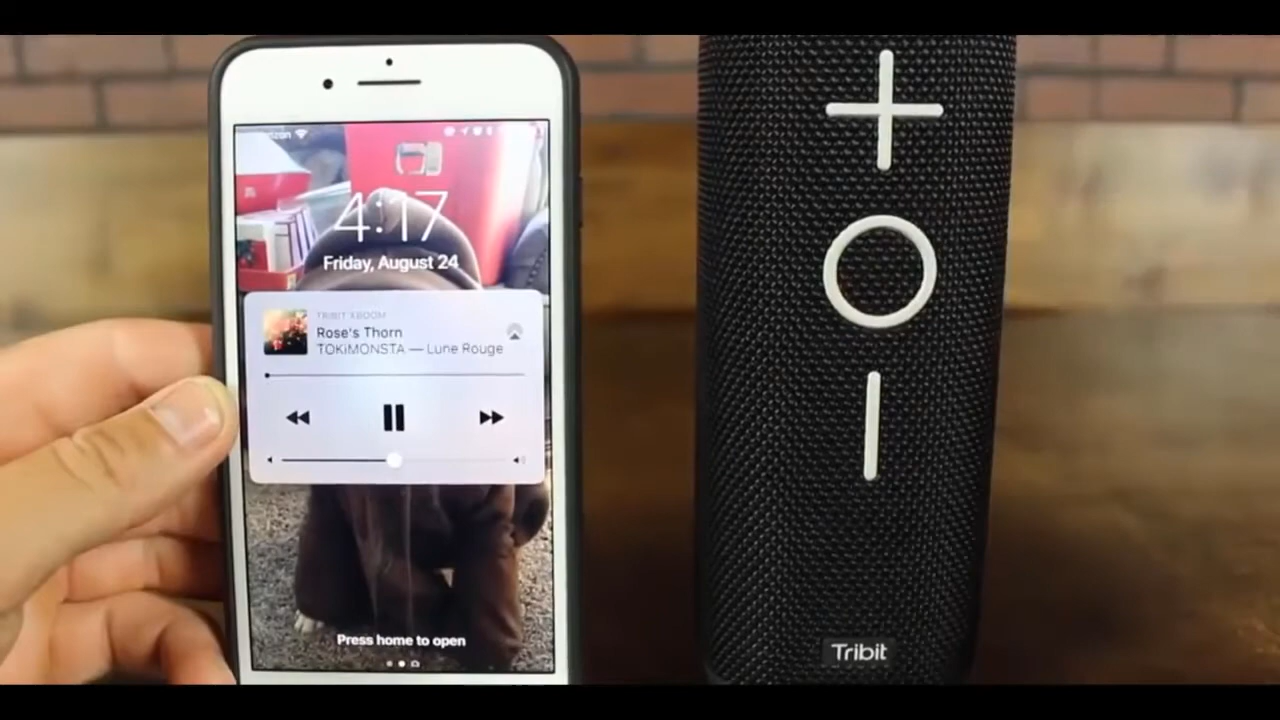 4:17
Friday, August 24
TRIBIT XBOOM
Rose's Thorn
TOKiMONSTA — Lune Rouge
Press home to open
Tribit